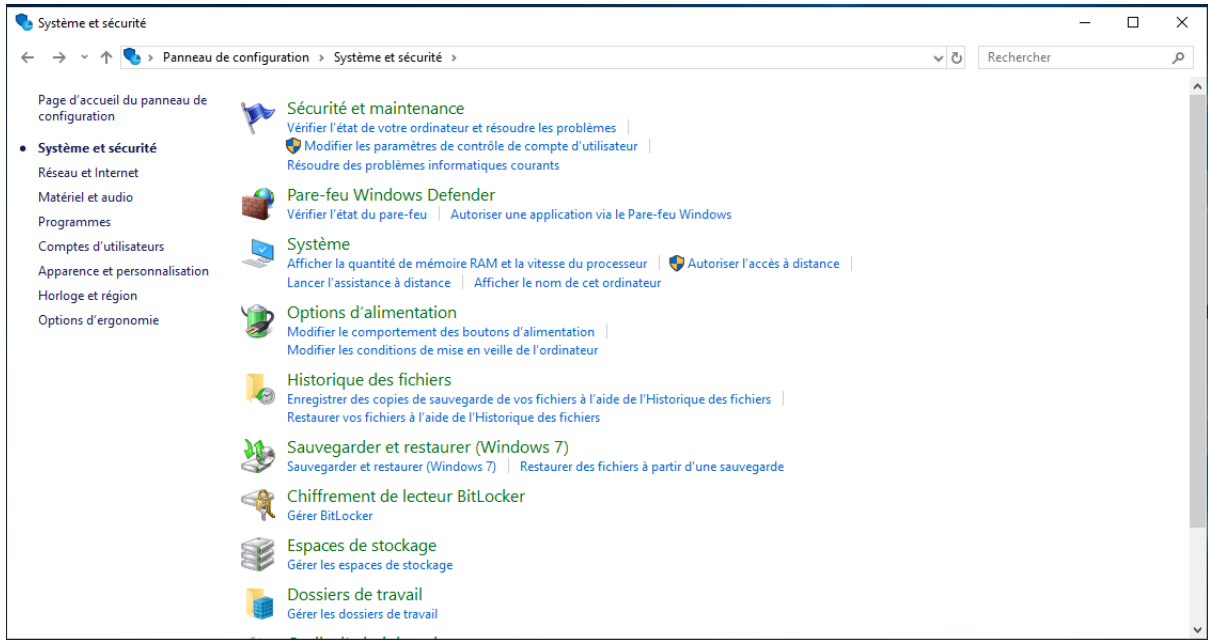 Système et sécurité
Panneau de configuration > Système et sécurité >
Rechercher
Page d'accueil du panneau de
configuration
Système et sécurité
Réseau et Internet
Matériel et audio
Programmes
Comptes d'utilisateurs
Apparence et personnalisation
Horloge et région
Options d'ergonomie
Sécurité et maintenance
Vérifier l'état de votre ordinateur et résoudre les problèmes
Modifier les paramètres de contrôle de compte d'utilisateur
Résoudre des problèmes informatiques courants
Pare-feu Windows Defender
Vérifier l'état du pare-feu | Autoriser une application via le Pare-feu Windows
Système
Afficher la quantité de mémoire RAM et la vitesse du processeur | Autoriser l'accès à distance
Lancer l'assistance à distance | Afficher le nom de cet ordinateur
Options d'alimentation
Modifier le comportement des boutons d'alimentation
Modifier les conditions de mise en veille de l'ordinateur
Historique des fichiers
Enregistrer des copies de sauvegarde de vos fichiers à l'aide de l'Historique des fichiers
Restaurer vos fichiers à l'aide de l'Historique des fichiers
Sauvegarder et restaurer (Windows 7)
Sauvegarder et restaurer (Windows 7) | Restaurer des fichiers à partir d'une sauvegarde
Chiffrement de lecteur BitLocker
Gérer BitLocker
Espaces de stockage
Gérer les espaces de stockage
Dossiers de travail
Gérer les dossiers de travail